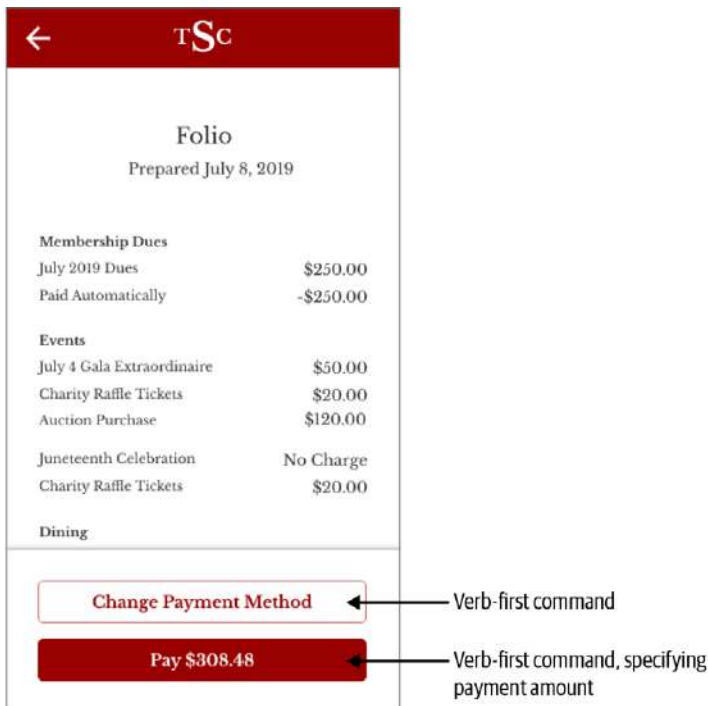 TSC
Folio
Prepared July 8, 2019
Membership Dues
July 2019 Dues $250.00
Paid Automatically -$250.00
Events
July 4 Gala Extraordinaire $50.00
Charity Raffle Tickets $20.00
Auction Purchase $120.00
Juneteenth Celebration No Charge
Charity Raffle Tickets $20.00
Dining
Change Payment Method
Verb-first command
Pay $308.48
Verb-first command, specifying
payment amount